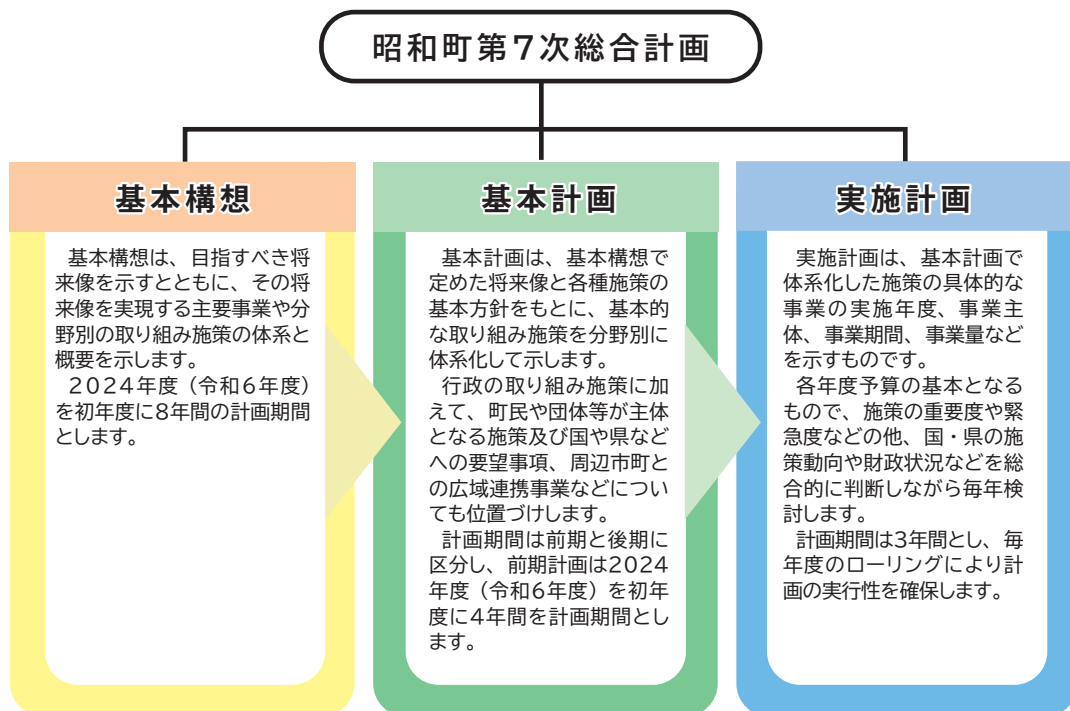 昭和町第7次総合計画
基本構想
基本構想は、目指すべき将
来像を示すとともに、その将
来像を実現する主要事業や分
野別の取り組み施策の体系と
概要を示します。
2024年度（令和6年度）
を初年度に8年間の計画期間
とします。
基本計画
基本計画は、基本構想で
定めた将来像と各種施策の
基本方針をもとに、基本的
な取り組み施策を分野別に
体系化して示します。
行政の取り組み施策に加
えて、町民や団体等が主体
となる施策及び国や県など
への要望事項、周辺市町と
の広域連携事業などについ
ても位置づけします。
計画期間は前期と後期に
区分し、前期計画は2024
年度（令和6年度）を初年
度に4年間を計画期間とし
ます。
実施計画
実施計画は、基本計画で
体系化した施策の具体的な
事業の実施年度、事業主
体、事業期間、事業量など
を示すものです。
各年度予算の基本となる
もので、施策の重要度や緊
急度などの他、国・県の施
策動向や財政状況などを総
合的に判断しながら毎年検
討します。
計画期間は3年間とし、毎
年度のローリングにより計
画の実行性を確保します。